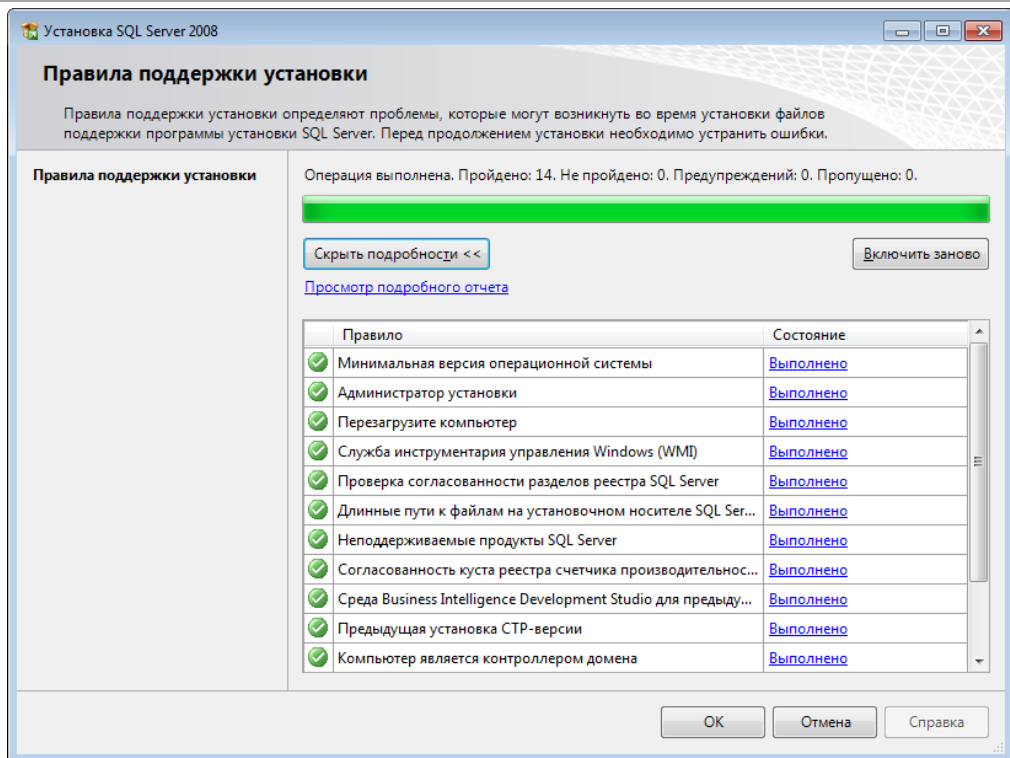 Установка SQL Server 2008
Правила поддержки установки
Правила поддержки установки определяют проблемы, которые могут возникнуть во время установки файлов
поддержки программы установки SQL Server. Перед продолжением установки необходимо устранить ошибки.
Правила поддержки установки
Операция выполнена. Пройдено: 14. Не пройдено: 0. Предупреждений: 0. Пропущено: 0.
Скрыть подробности <<
Включить заново
Просмотр подробного отчета
Правило Состояние
Минимальная версия операционной системы Выполнено
Администратор установки Выполнено
Перезагрузите компьютер Выполнено
Служба инструментария управления Windows (WMI) Выполнено
Проверка согласованности разделов реестра SQL Server Выполнено
Длинные пути к файлам на установочном носителе SQL Ser... Выполнено
Неподдерживаемые продукты SQL Server Выполнено
Согласованность куста реестра счетчика производительнос... Выполнено
Среда Business Intelligence Development Studio для предыду... Выполнено
Предыдущая установка CTP-версии Выполнено
Компьютер является контроллером домена Выполнено
ОК Отмена Справка